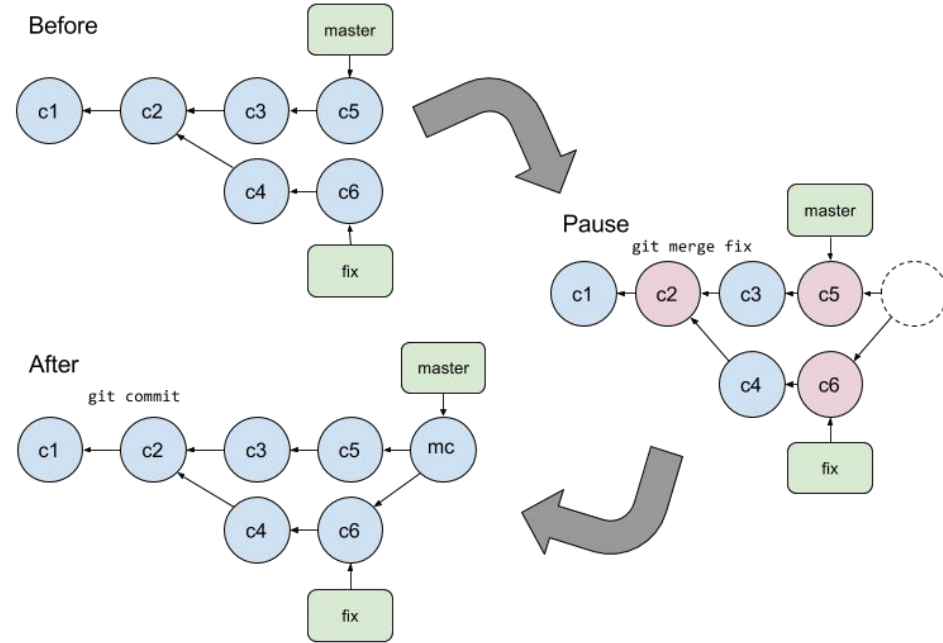 Before
master
c1
c2
c3
c5
c4
c6
fix
Pause
git merge fix
master
c1
c2
c3
c5
c4
c6
fix
After
git commit
master
c1
c2
c3
c5
mc
c4
c6
fix